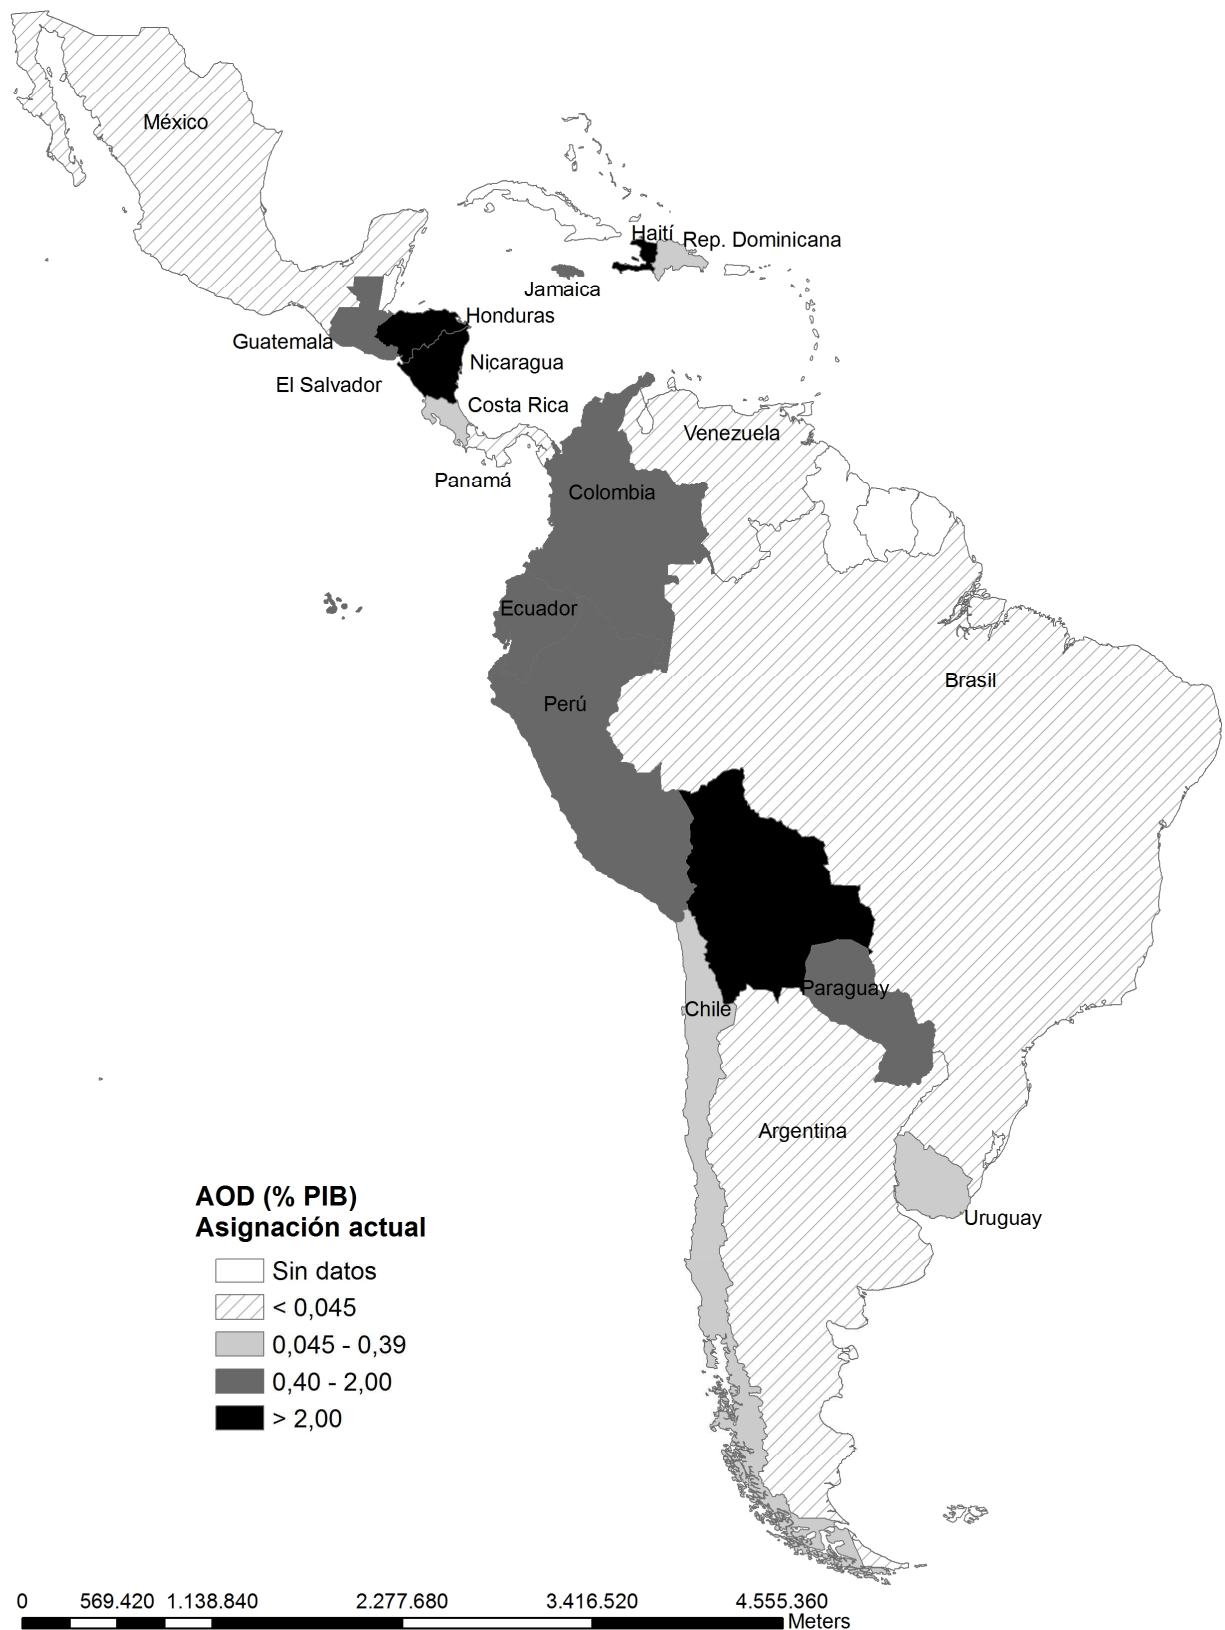 México
Haití
Rep. Dominicana
Jamaica
Honduras
Guatemala
Nicaragua
El Salvador
Costa Rica
Venezuela
Panamá
Colombia
Ecuador
Brasil
Perú
Paraguay
Chile
Argentina
Uruguay
AOD (% PIB)
Asignación actual
Sin datos
< 0,045
0,045 - 0,39
0,40 - 2,00
> 2,00
0 569.420 1.138.840 2.277.680 3.416.520 4.555.360
Meters